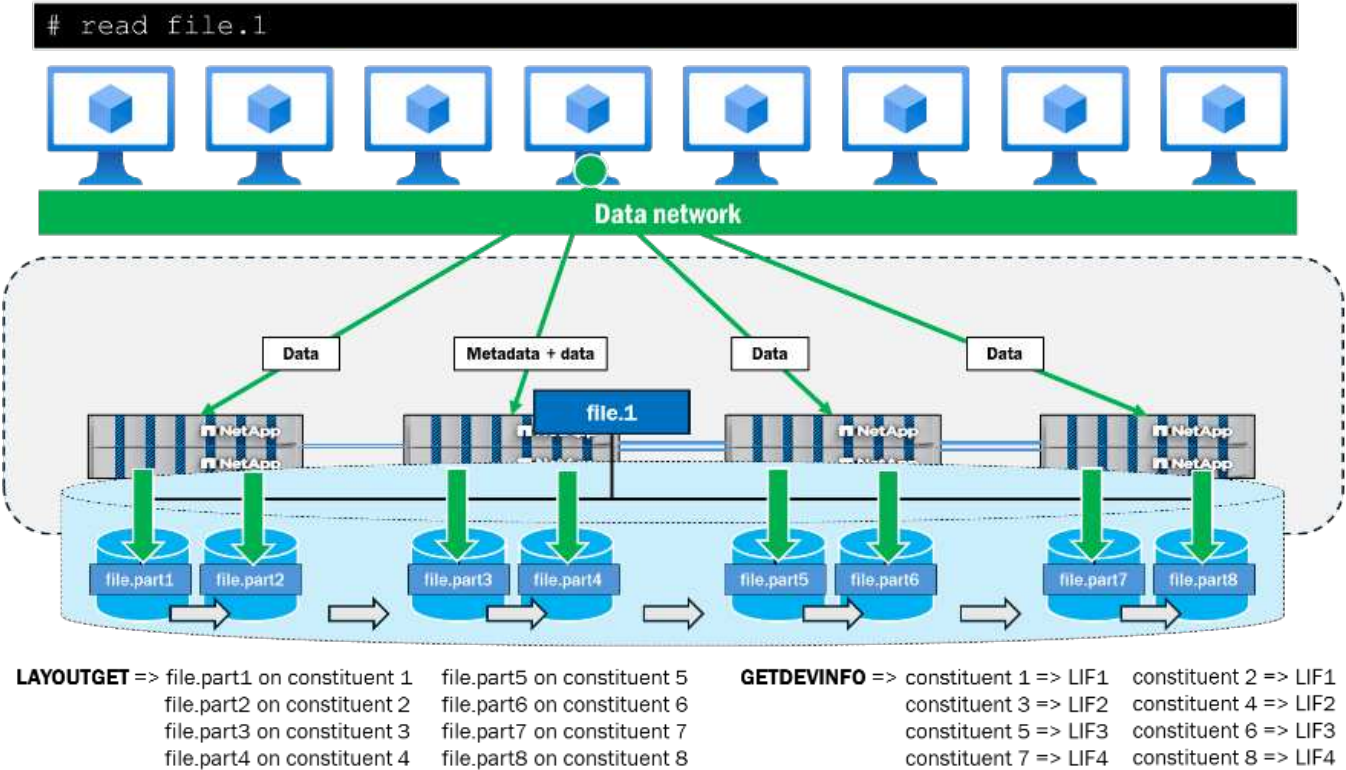 # read file.1
Data network
Data
Metadata + data
Data
Data
file.1
NetApp
NetApp
NetApp
NetApp
NetApp
NetApp
NetApp
file.part1
file.part2
file.part3
file.part4
file.part5
file.part6
file.part7
file.part8
LAYOUTGET => file.part1 on constituent 1
file.part2 on constituent 2
file.part3 on constituent 3
file.part4 on constituent 4
file.part5 on constituent 5
file.part6 on constituent 6
file.part7 on constituent 7
file.part8 on constituent 8
GETDEVINFO => constituent 1 => LIF1 constituent 2 => LIF1
constituent 3 => LIF2 constituent 4 => LIF2
constituent 5 => LIF3 constituent 6 => LIF3
constituent 7 => LIF4 constituent 8 => LIF4